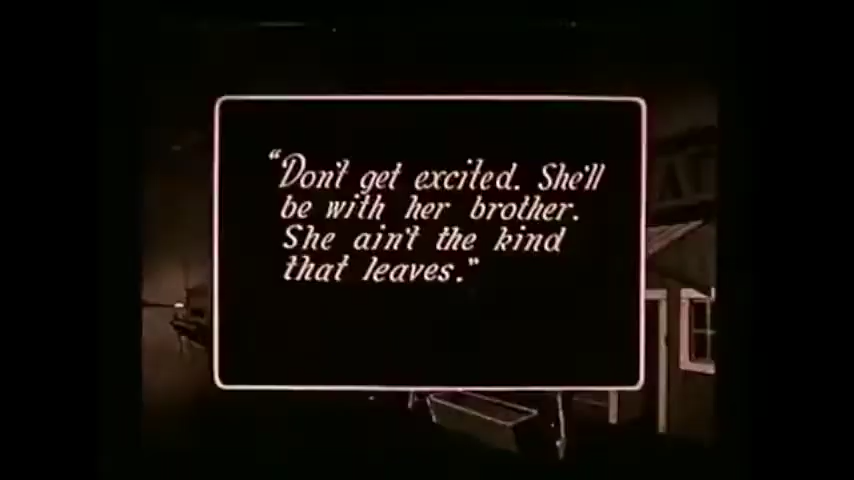 “Don't get excited. She'll
be with her brother.
She ain't the kind
that leaves.”